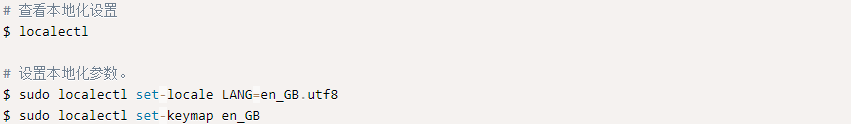 # 查看本地化设置
$ localectl
# 设置本地化参数。
$ sudo localectl set-locale LANG=en_GB.utf8
$ sudo localectl set-keymap en_GB